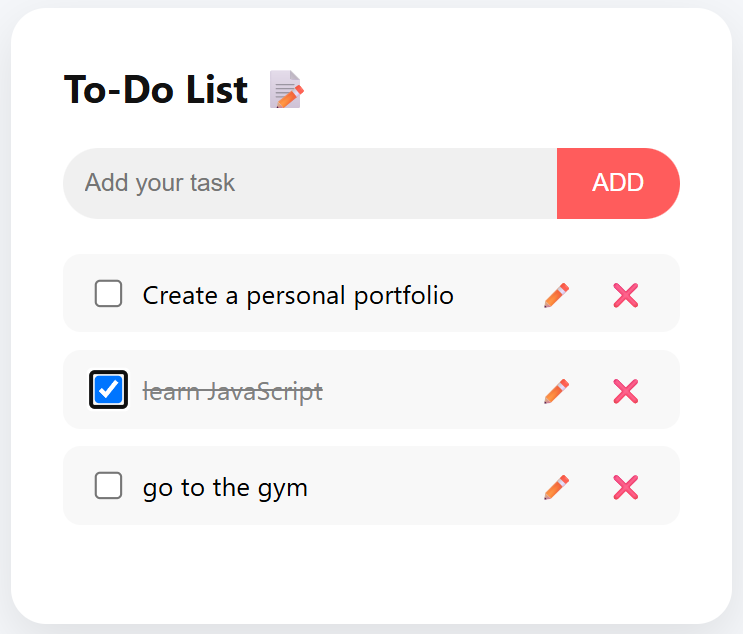 To-Do List
Add your task
ADD
Create a personal portfolio
learn JavaScript
go to the gym